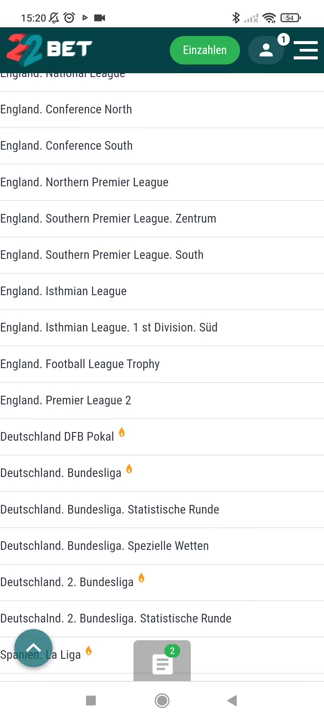 15:20
54
22 BET
Einzahlen
1
England. National League
England. Conference North
England. Conference South
England. Northern Premier League
England. Southern Premier League. Zentrum
England. Southern Premier League. South
England. Isthmian League
England. Isthmian League. 1 st Division. Süd
England. Football League Trophy
England. Premier League 2
Deutschland DFB Pokal
Deutschland. Bundesliga
Deutschland. Bundesliga. Statistische Runde
Deutschland. Bundesliga. Spezielle Wetten
Deutschland. 2. Bundesliga
Deutschalnd. 2. Bundesliga. Statistische Runde
Spanien. La Liga
2